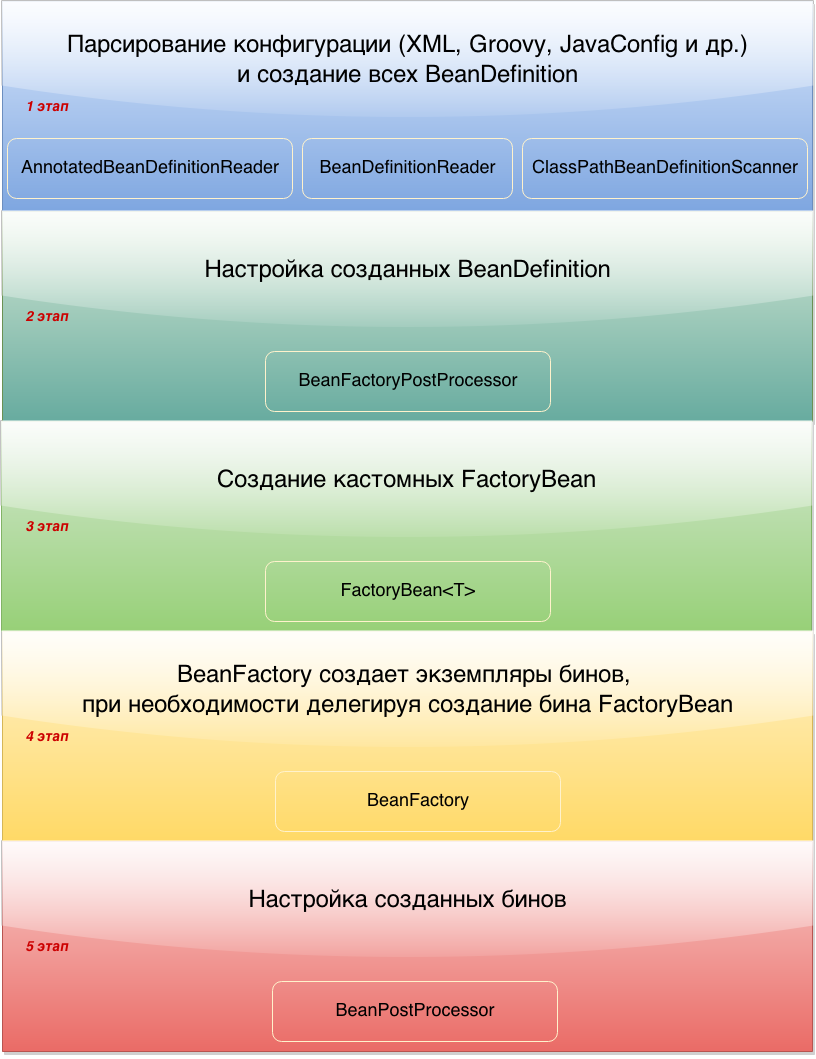 Парсирование конфигурации (XML, Groovy, JavaConfig и др.)
и создание всех BeanDefinition
1 этап
AnnotatedBeanDefinitionReader
BeanDefinitionReader
ClassPathBeanDefinitionScanner
Настройка созданных BeanDefinition
2 этап
BeanFactoryPostProcessor
Создание кастомных FactoryBean
3 этап
FactoryBean<T>
BeanFactory создает экземпляры бинов,
при необходимости делегируя создание бина FactoryBean
4 этап
BeanFactory
Настройка созданных бинов
5 этап
BeanPostProcessor